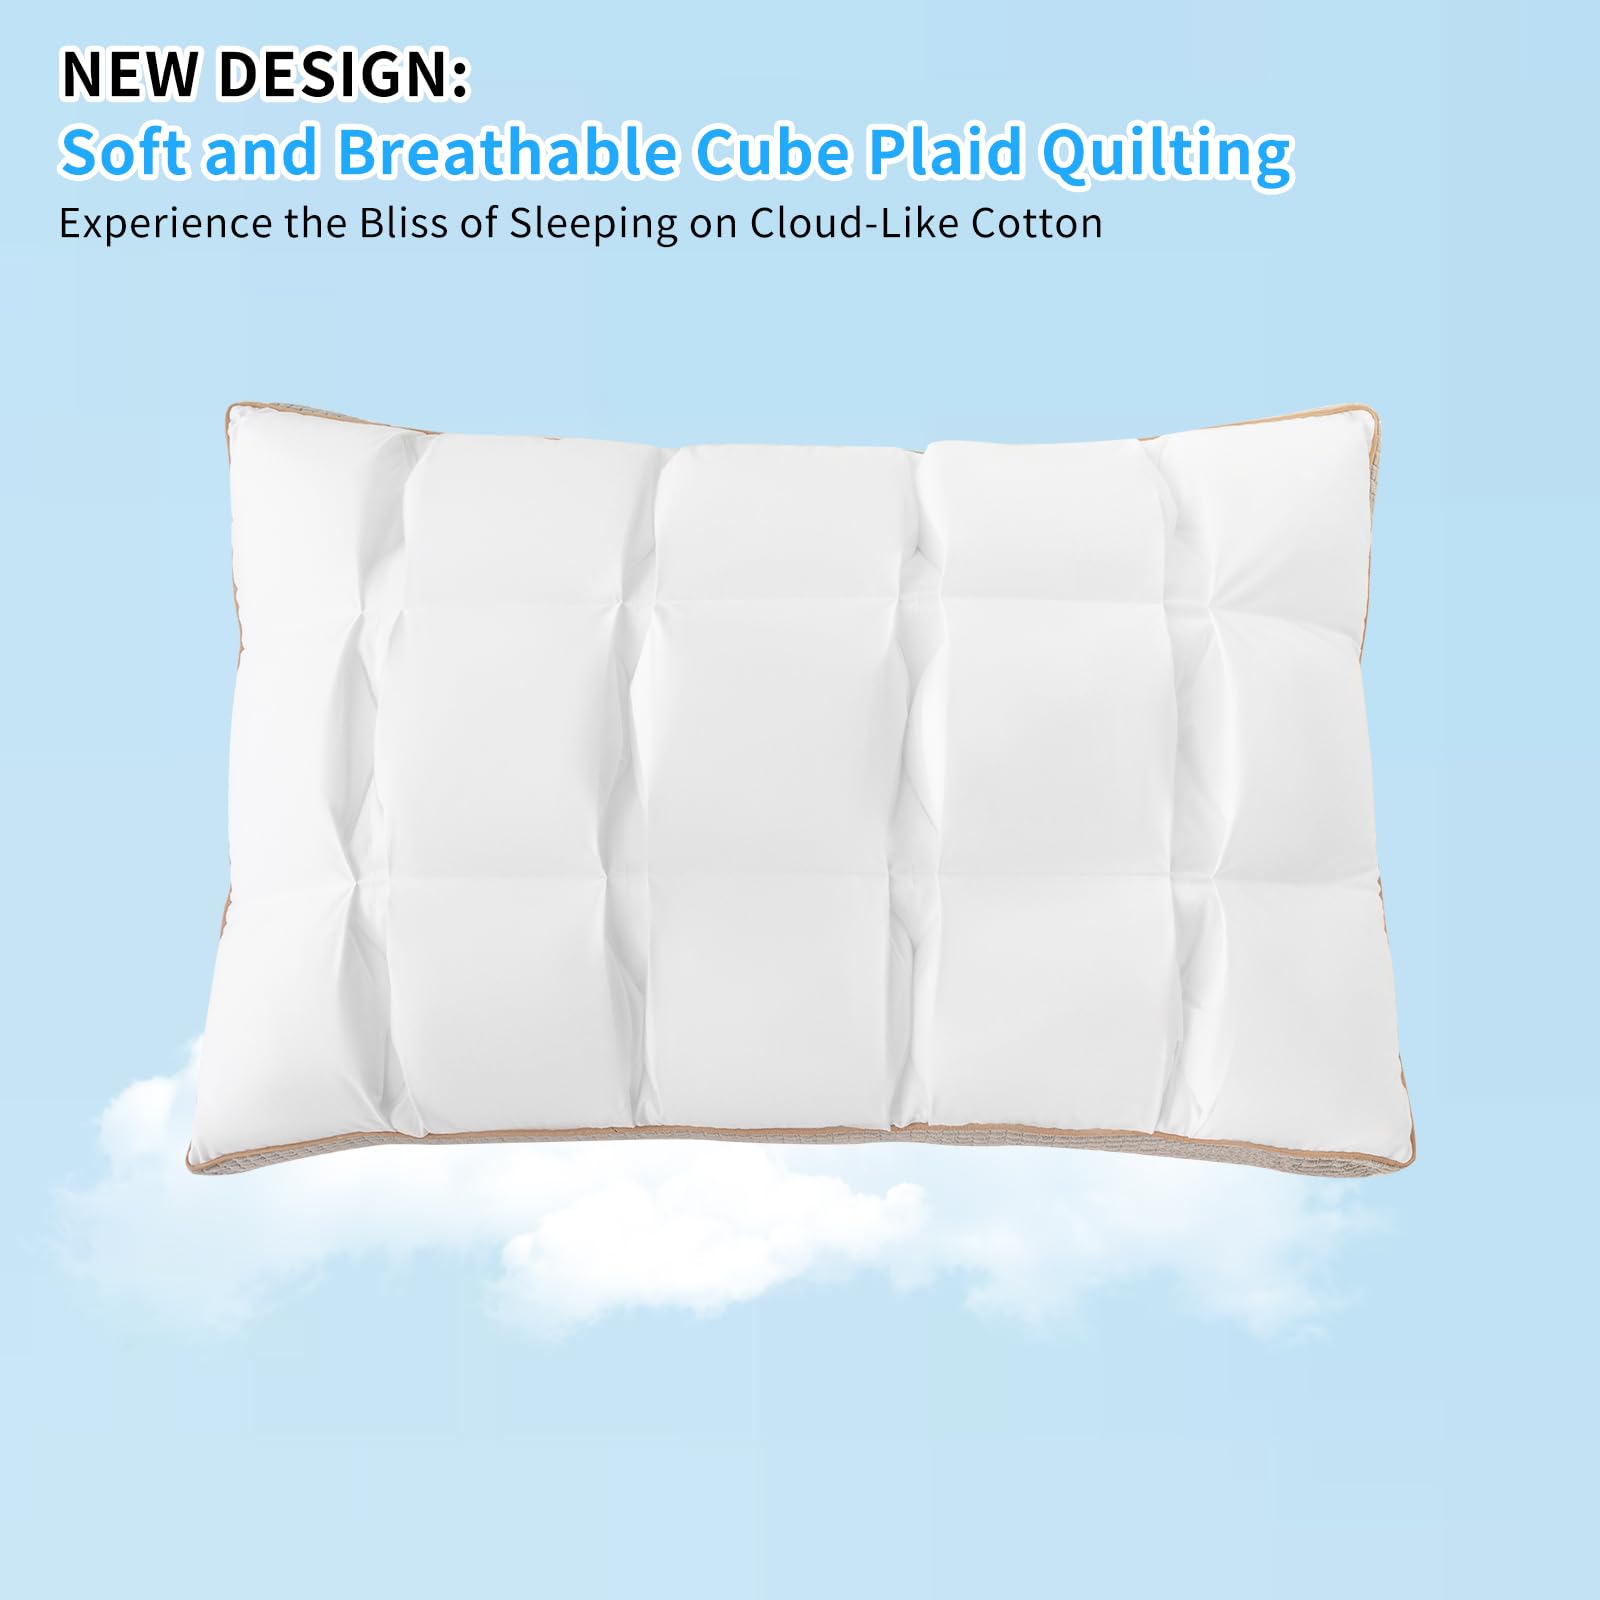 NEW DESIGN:
Soft and Breathable Cube Plaid Quilting
Experience the Bliss of Sleeping on Cloud-Like Cotton